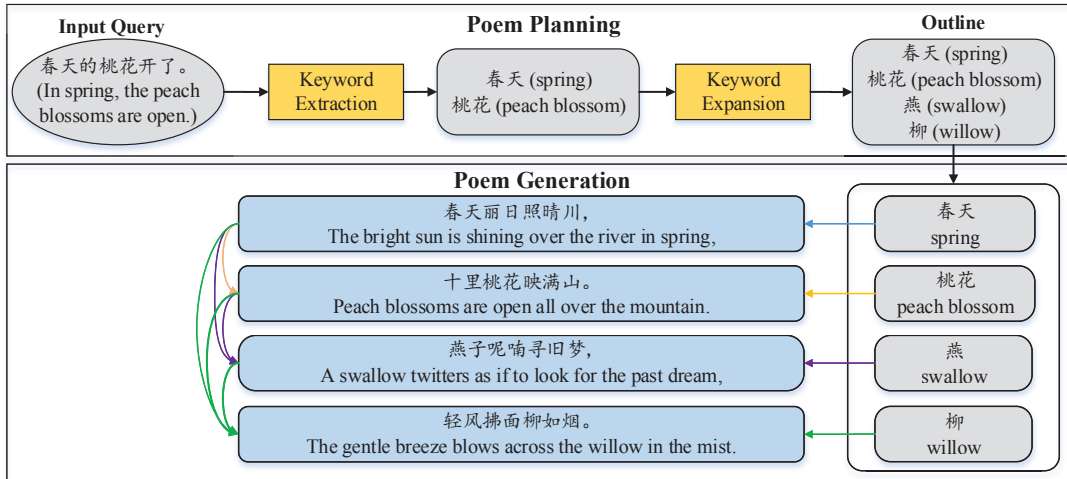 Poem Planning
Input Query
Outline
春天的桃花开了。
(In spring, the peach
blossoms are open.)
Keyword
Extraction
春天 (spring)
桃花 (peach blossom)
Keyword
Expansion
春天 (spring)
桃花 (peach blossom)
燕 (swallow)
柳 (willow)
Poem Generation
春天丽日照晴川，
The bright sun is shining over the river in spring,
春天
spring
十里桃花映满山。
Peach blossoms are open all over the mountain.
桃花
peach blossom
燕子呢喃寻旧梦，
A swallow twitters as if to look for the past dream,
燕
swallow
轻风拂面柳如烟。
The gentle breeze blows across the willow in the mist.
柳
willow